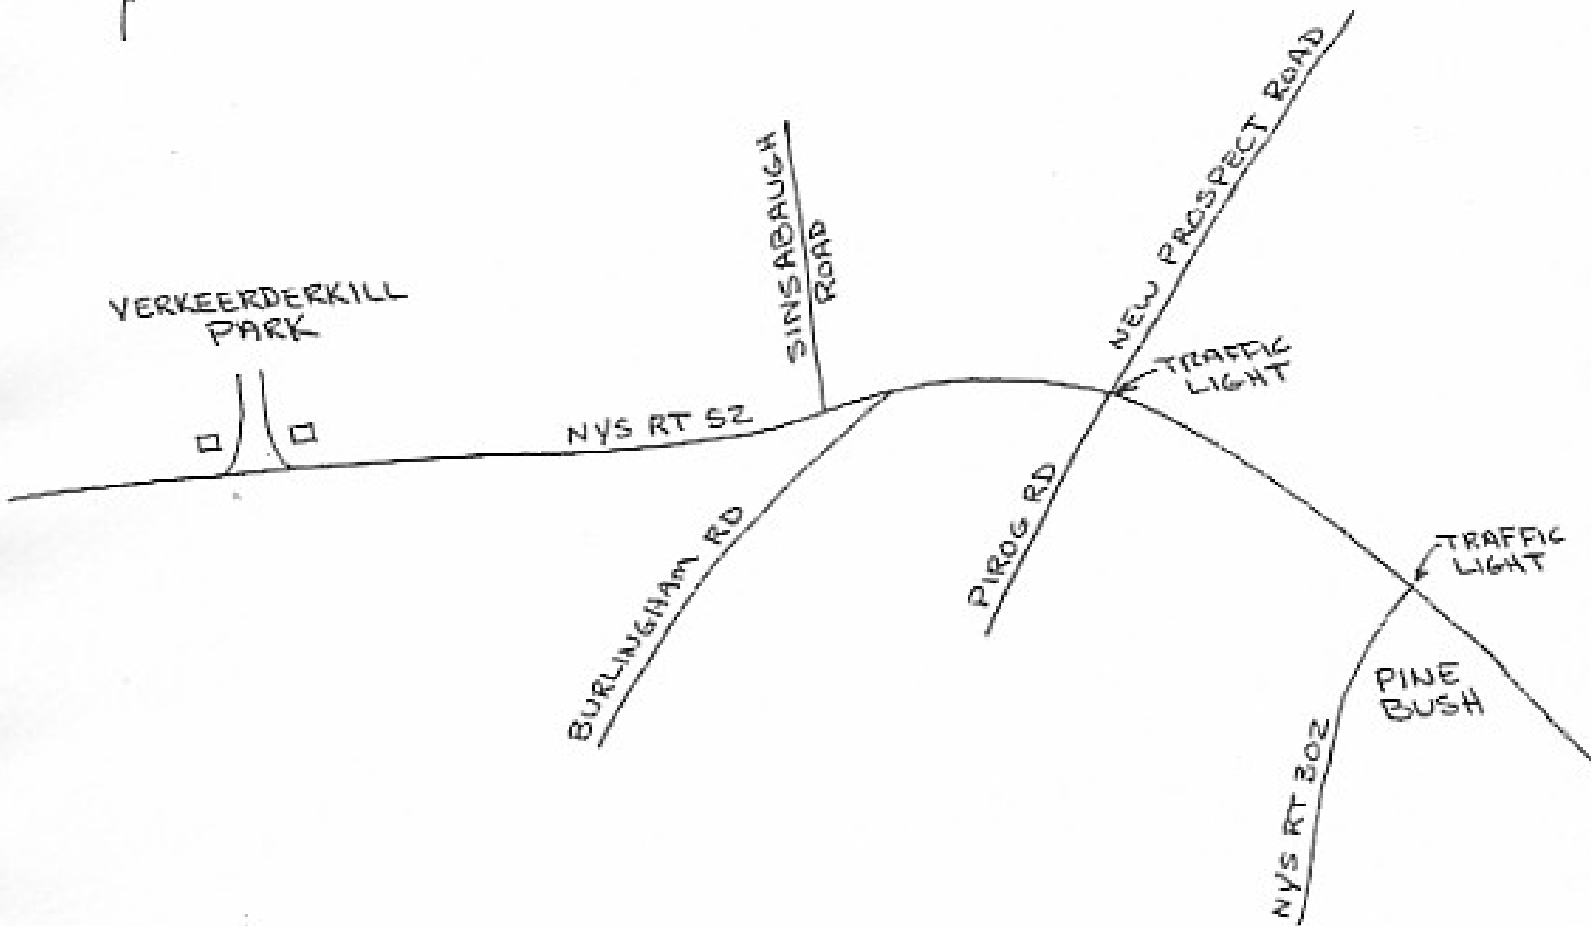 NEW PROSPECT ROAD
SINSABAUGH
ROAD
VERKEERDERKILL
PARK
TRAFFIC
LIGHT
NYS RT 52
PIROG RD
BURLINGHAM RD
TRAFFIC
LIGHT
PINE
BUSH
NYS RT 302